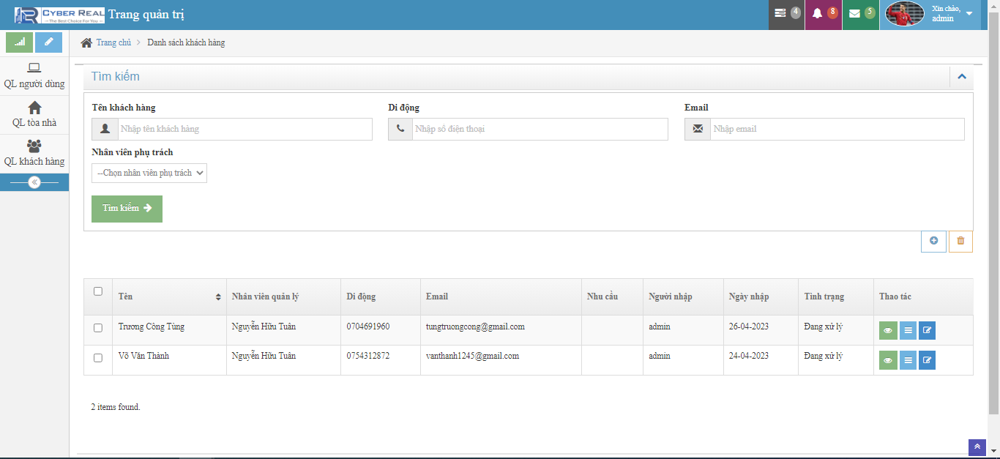 CYBER REAL
The Best Choice For You
Trang quản trị
4
8
5
Xin chào,
admin
Trang chủ
Danh sách khách hàng
QL người dùng
QL tòa nhà
QL khách hàng
Tìm kiếm
Tên khách hàng
Di động
Email
Nhập tên khách hàng
Nhập số điện thoại
Nhập email
Nhân viên phụ trách
--Chọn nhân viên phụ trách
Tìm kiếm
Tên Nhân viên quản lý Di động Email Nhu cầu Người nhập Ngày nhập Tình trạng Thao tác
Trương Công Tùng Nguyễn Hữu Tuân 0704691960 tungtruongcong@gmail.com admin 26-04-2023 Đang xử lý
Võ Văn Thành Nguyễn Hữu Tuân 0754312872 vanthanh1245@gmail.com admin 24-04-2023 Đang xử lý
2 items found.